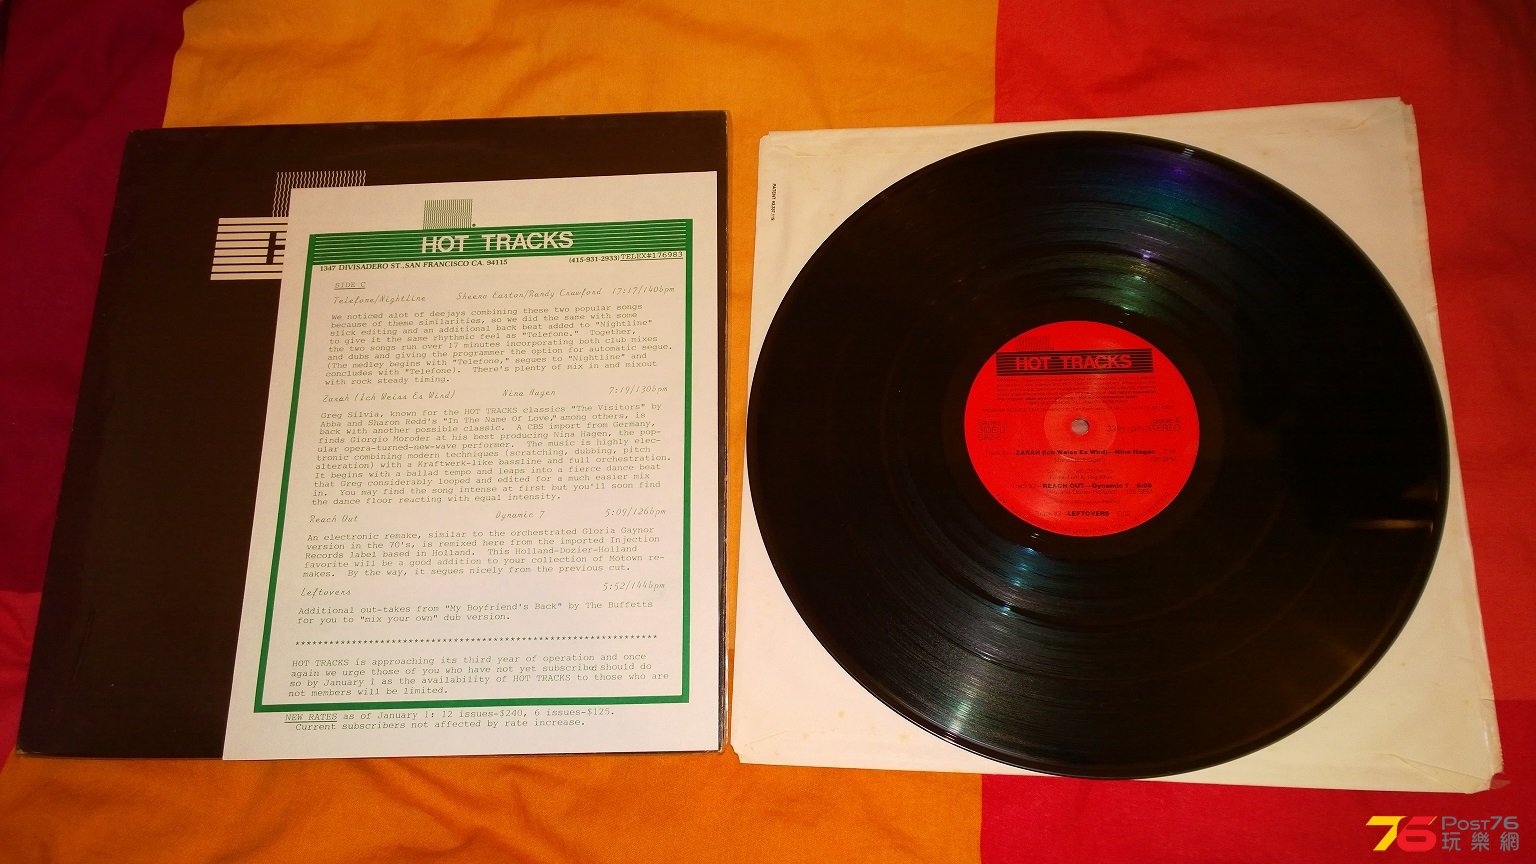 HOT TRACKS
1347 DIVISADERO ST., SAN FRANCISCO CA. 94115 (415-931-2933) TELEX#176983
SIDE C
Telefone/Nightline Sheena Easton/Randy Crawford 17:17/140bpm
We noticed alot of deejays combining these two popular songs
because of theme similarities, so we did the same with some
slick editing and an additional back beat added to "Nightline"
to give it the same rhythmic feel as "Telefone." Together,
the two songs run over 17 minutes incorporating both club mixes
and dubs and giving the programmer the option for automatic segue.
(The medley begins with "Telefone," segues to "Nightline" and
concludes with "Telefone). There's plenty of mix in and mixout
with rock steady timing.
Zarah (Ich Weiss Es Wird) Nina Hagen 7:19/130bpm
Greg Silvia, known for the HOT TRACKS classics "The Visitors" by
Abba and Sharon Redd's "In The Name Of Love," among others, is
back with another possible classic. A CBS import from Germany,
finds Giorgio Moroder at his best producing Nina Hagen, the pop-
ular opera-turned-new-wave performer. The music is highly elec-
tronic combining modern techniques (scratching, dubbing, pitch
alteration) with a Kraftwerk-like bassline and full orchestration.
It begins with a ballad tempo and leaps into a fierce dance beat
that Greg considerably looped and edited for a much easier mix
in. You may find the song intense at first but you'll soon find
the dance floor reacting with equal intensity.
Reach Out Dynamic 7 5:09/126bpm
An electronic remake, similar to the orchestrated Gloria Gaynor
version in the 70's, is remixed here from the imported Injection
Records label based in Holland. This Holland-Dozier-Holland
favorite will be a good addition to your collection of Motown re-
makes. By the way, it segues nicely from the previous cut.
Leftovers 5:52/144bpm
Additional out-takes from "My Boyfriend's Back" by The Buffetts
for you to "mix your own" dub version.
****************************************************************
HOT TRACKS is approaching its third year of operation and once
again we urge those of you who have not yet subscribed should do
so by January 1 as the availability of HOT TRACKS to those who are
not members will be limited.
NEW RATES as of January 1: 12 issues-$240, 6 issues-$125.
Current subscribers not affected by rate increase.
HOT TRACKS
SIDE
33⅓ rpm, STEREO
ZARAH (Ich Weiss Es Wird)—Nina Hagen
REACH OUT—Dynamic 7 5:09
LEFTOVERS
76 POST76
玩樂網